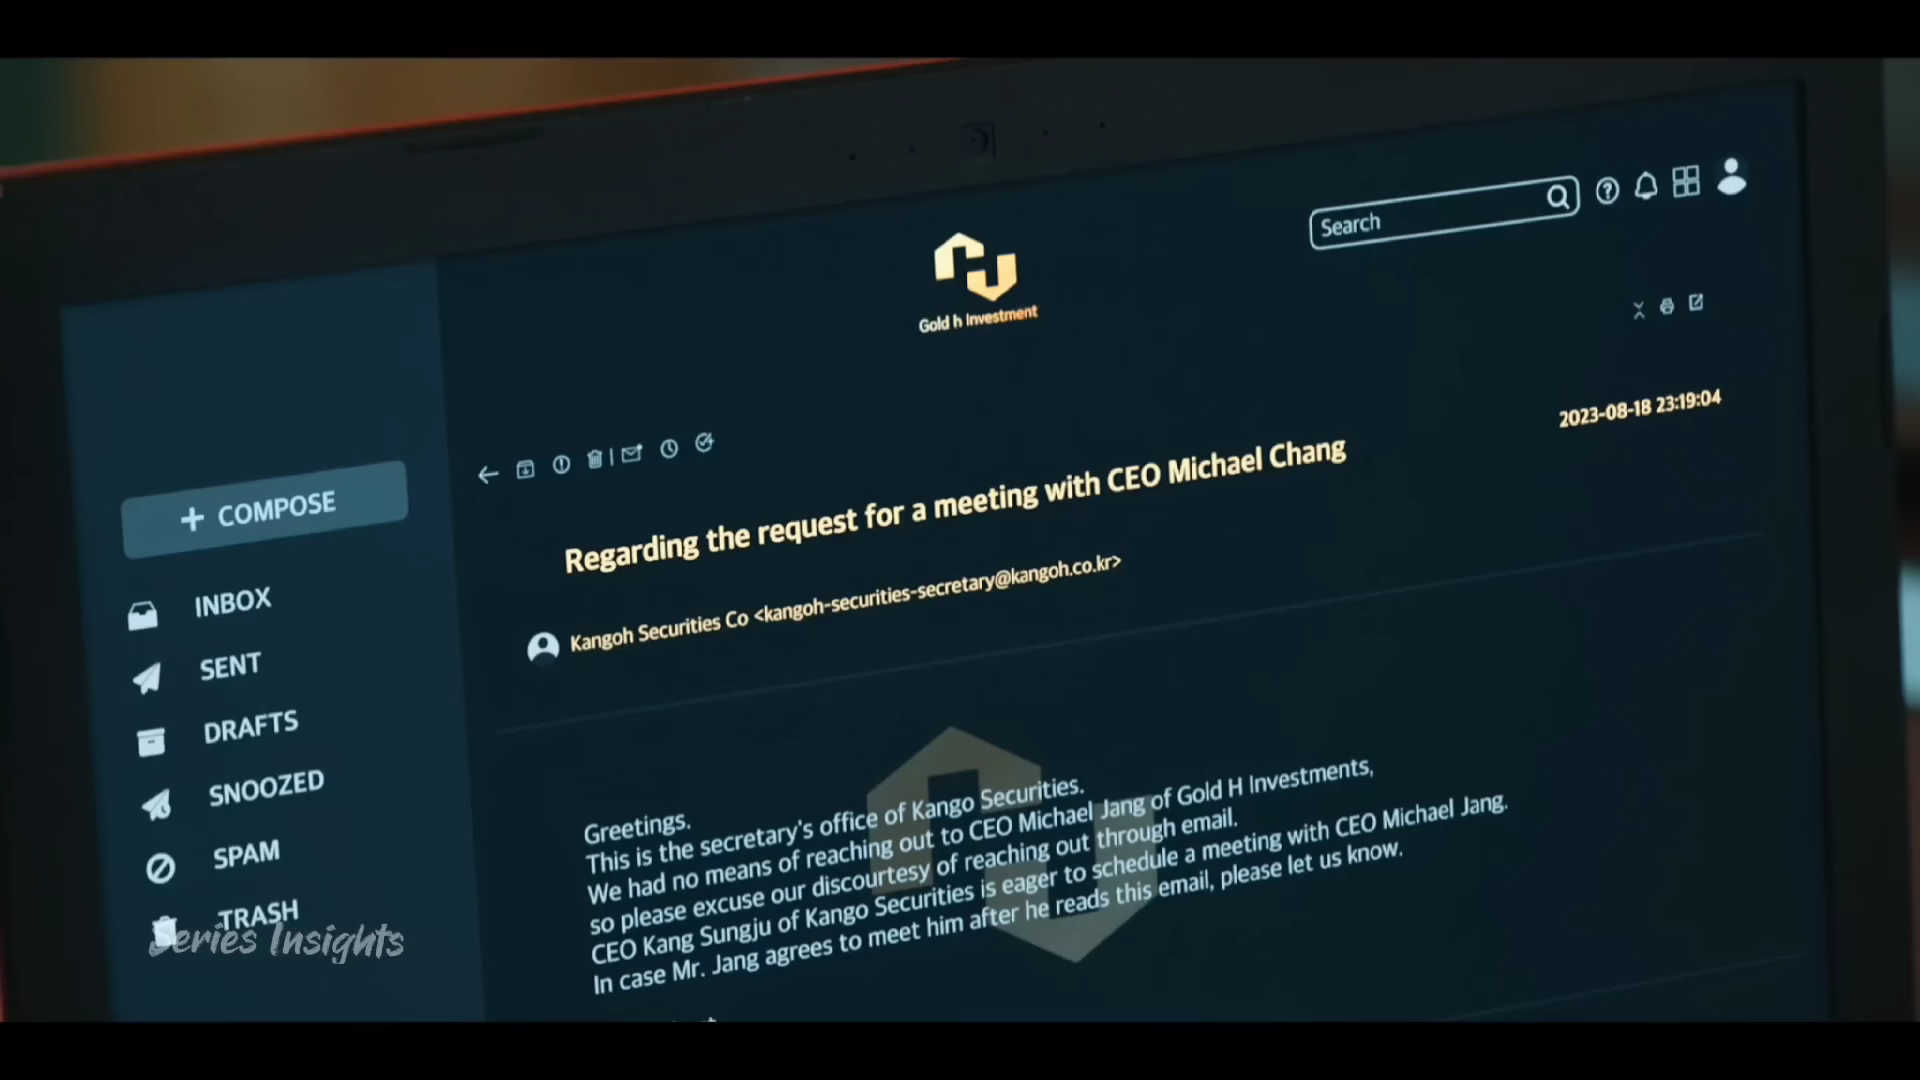 Search
Gold h Investment
2023-08-18 23:19:04
Regarding the request for a meeting with CEO Michael Chang
Kangoh Securities Co <kangoh-securities-secretary@kangoh.co.kr>
COMPOSE
INBOX
SENT
DRAFTS
SNOOZED
SPAM
TRASH
Greetings.
This is the secretary's office of Kango Securities.
We had no means of reaching out to CEO Michael Jang of Gold H Investments,
so please excuse our discourtesy of reaching out through email.
CEO Kang Sungju of Kango Securities is eager to schedule a meeting with CEO Michael Jang.
In case Mr. Jang agrees to meet him after he reads this email, please let us know.
Series Insights